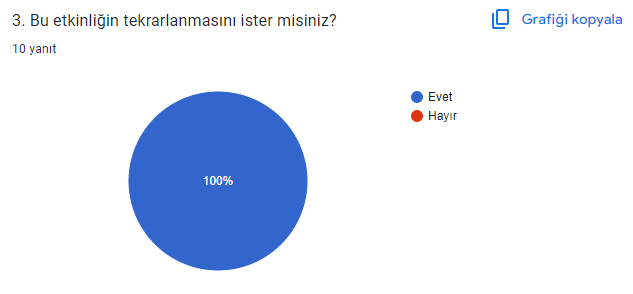 3. Bu etkinliğin tekrarlanmasını ister misiniz?
Grafiği kopyala
10 yanıt
Evet
Hayır
100%